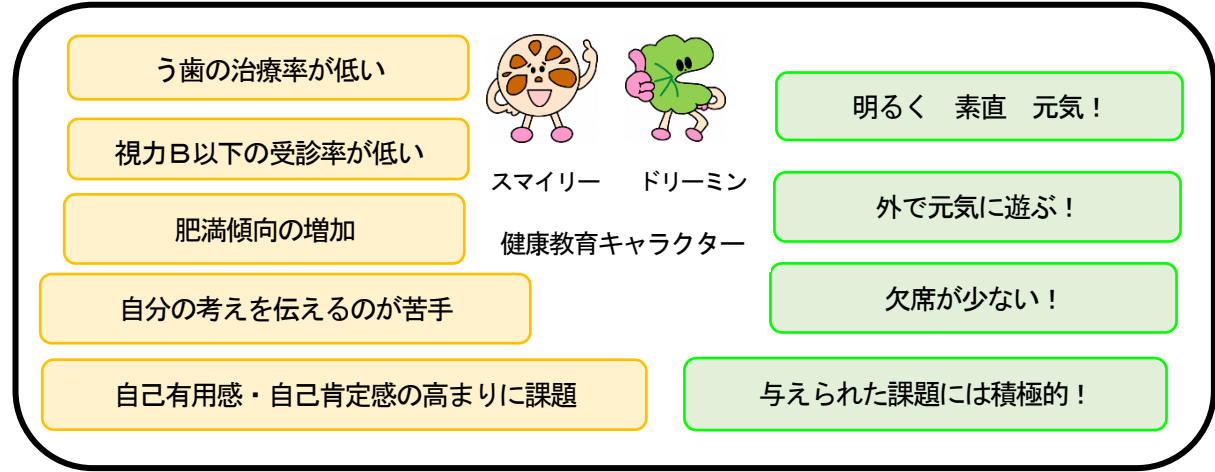 う歯の治療率が低い
視力B以下の受診率が低い
肥満傾向の増加
自分の考えを伝えるのが苦手
自己有用感・自己肯定感の高まりに課題
スマイリー　ドリーミン
健康教育キャラクター
明るく　素直　元気！
外で元気に遊ぶ！
欠席が少ない！
与えられた課題には積極的！